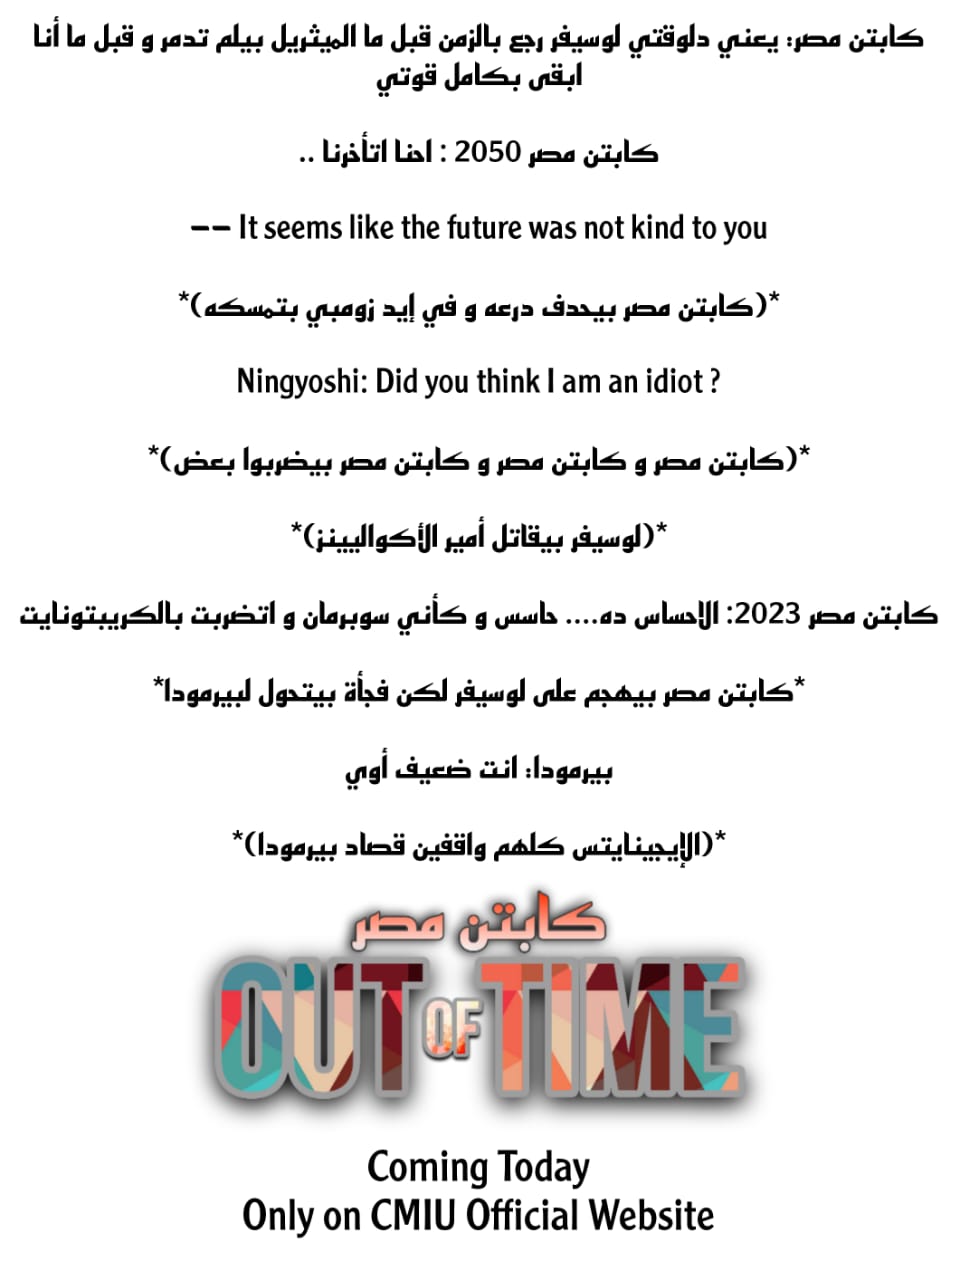 كابتن مصر: يعني دلوقتي لوسيفر رجع بالزمن قبل ما الميثريل بيلم تدمر و قبل ما أنا
ابقى بكامل قوتي
كابتن مصر 2050 : احنا اتأخرنا ..
–– It seems like the future was not kind to you
*(كابتن مصر بيحدف درعه و في إيد زومبي بتمسكه)*
Ningyoshi: Did you think I am an idiot ?
*(كابتن مصر و كابتن مصر و كابتن مصر بيضربوا بعض)*
*(لوسيفر بيقاتل أمير الأكواليينز)*
كابتن مصر 2023: الاحساس ده.... حاسس و كأني سوبرمان و اتضربت بالكريبتونايت
*كابتن مصر بيهجم على لوسيفر لكن فجأة بيتحول لبيرمودا*
بيرمودا: انت ضعيف أوي
*(الإيجينايتس كلهم واقفين قصاد بيرمودا)*
كابتن مصر
OUT OF TIME
Coming Today
Only on CMIU Official Website